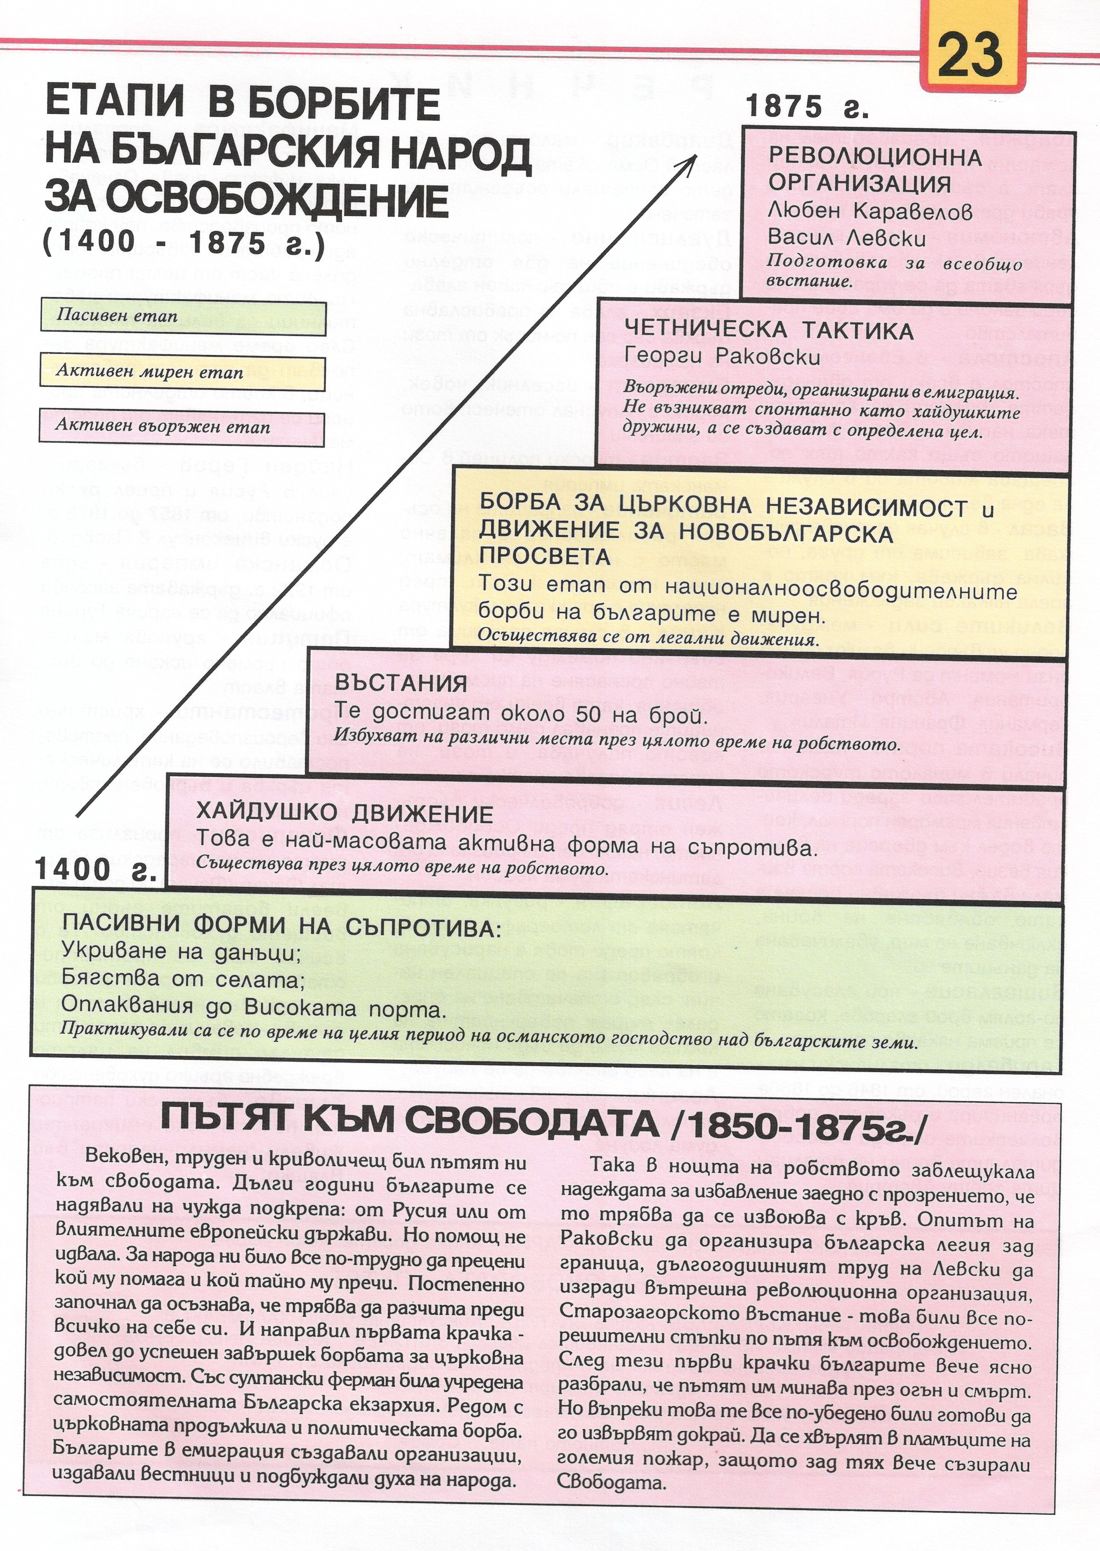 23
ЕТАПИ В БОРБИТЕ
НА БЪЛГАРСКИЯ НАРОД
ЗА ОСВОБОЖДЕНИЕ
(1400 - 1875 г.)
Пасивен етап
Активен мирен етап
Активен въоръжен етап
1875 г.
РЕВОЛЮЦИОННА
ОРГАНИЗАЦИЯ
Любен Каравелов
Васил Левски
Подготовка за всеобщо
въстание.
ЧЕТНИЧЕСКА ТАКТИКА
Георги Раковски
Въоръжени отреди, организирани в емиграция.
Не възникват спонтанно като хайдушките
дружини, а се създават с определена цел.
БОРБА ЗА ЦЪРКОВНА НЕЗАВИСИМОСТ и
ДВИЖЕНИЕ ЗА НОВОБЪЛГАРСКА
ПРОСВЕТА
Този етап от националноосвободителните
борби на българите е мирен.
Осъществява се от легални движения.
ВЪСТАНИЯ
Те достигат около 50 на брой.
Избухват на различни места през цялото време на робството.
ХАЙДУШКО ДВИЖЕНИЕ
Това е най-масовата активна форма на съпротива.
Съществува през цялото време на робството.
1400 г.
ПАСИВНИ ФОРМИ НА СЪПРОТИВА:
Укриване на данъци;
Бягства от селата;
Оплаквания до Високата порта.
Практикували са се по време на целия период на османското господство над българските земи.
ПЪТЯТ КЪМ СВОБОДАТА /1850-1875г./
Вековен, труден и криволичещ бил пътят ни
към свободата. Дълги години българите се
надявали на чужда подкрепа: от Русия или от
влиятелните европейски държави. Но помощ не
идвала. За народа ни било все по-трудно да прецени
кой му помага и кой тайно му пречи. Постепенно
започнал да осъзнава, че трябва да разчита преди
всичко на себе си. И направил първата крачка -
довел до успешен завършек борбата за църковна
независимост. Със султански ферман била учредена
самостоятелната Българска екзархия. Редом с
църковната продължила и политическата борба.
Българите в емиграция създавали организации,
издавали вестници и подбуждали духа на народа.
Така в нощта на робството заблещукала
надеждата за избавление заедно с прозрението, че
то трябва да се извоюва с кръв. Опитът на
Раковски да организира българска легия зад
граница, дългогодишният труд на Левски да
изгради вътрешна революционна организация,
Старозагорското въстание - това били все по-
решителни стъпки по пътя към освобождението.
След тези първи крачки българите вече ясно
разбрали, че пътят им минава през огън и смърт.
Но въпреки това те все по-убедено били готови да
го извървят докрай. Да се хвърлят в пламъците на
големия пожар, защото зад тях вече съзирали
Свободата.